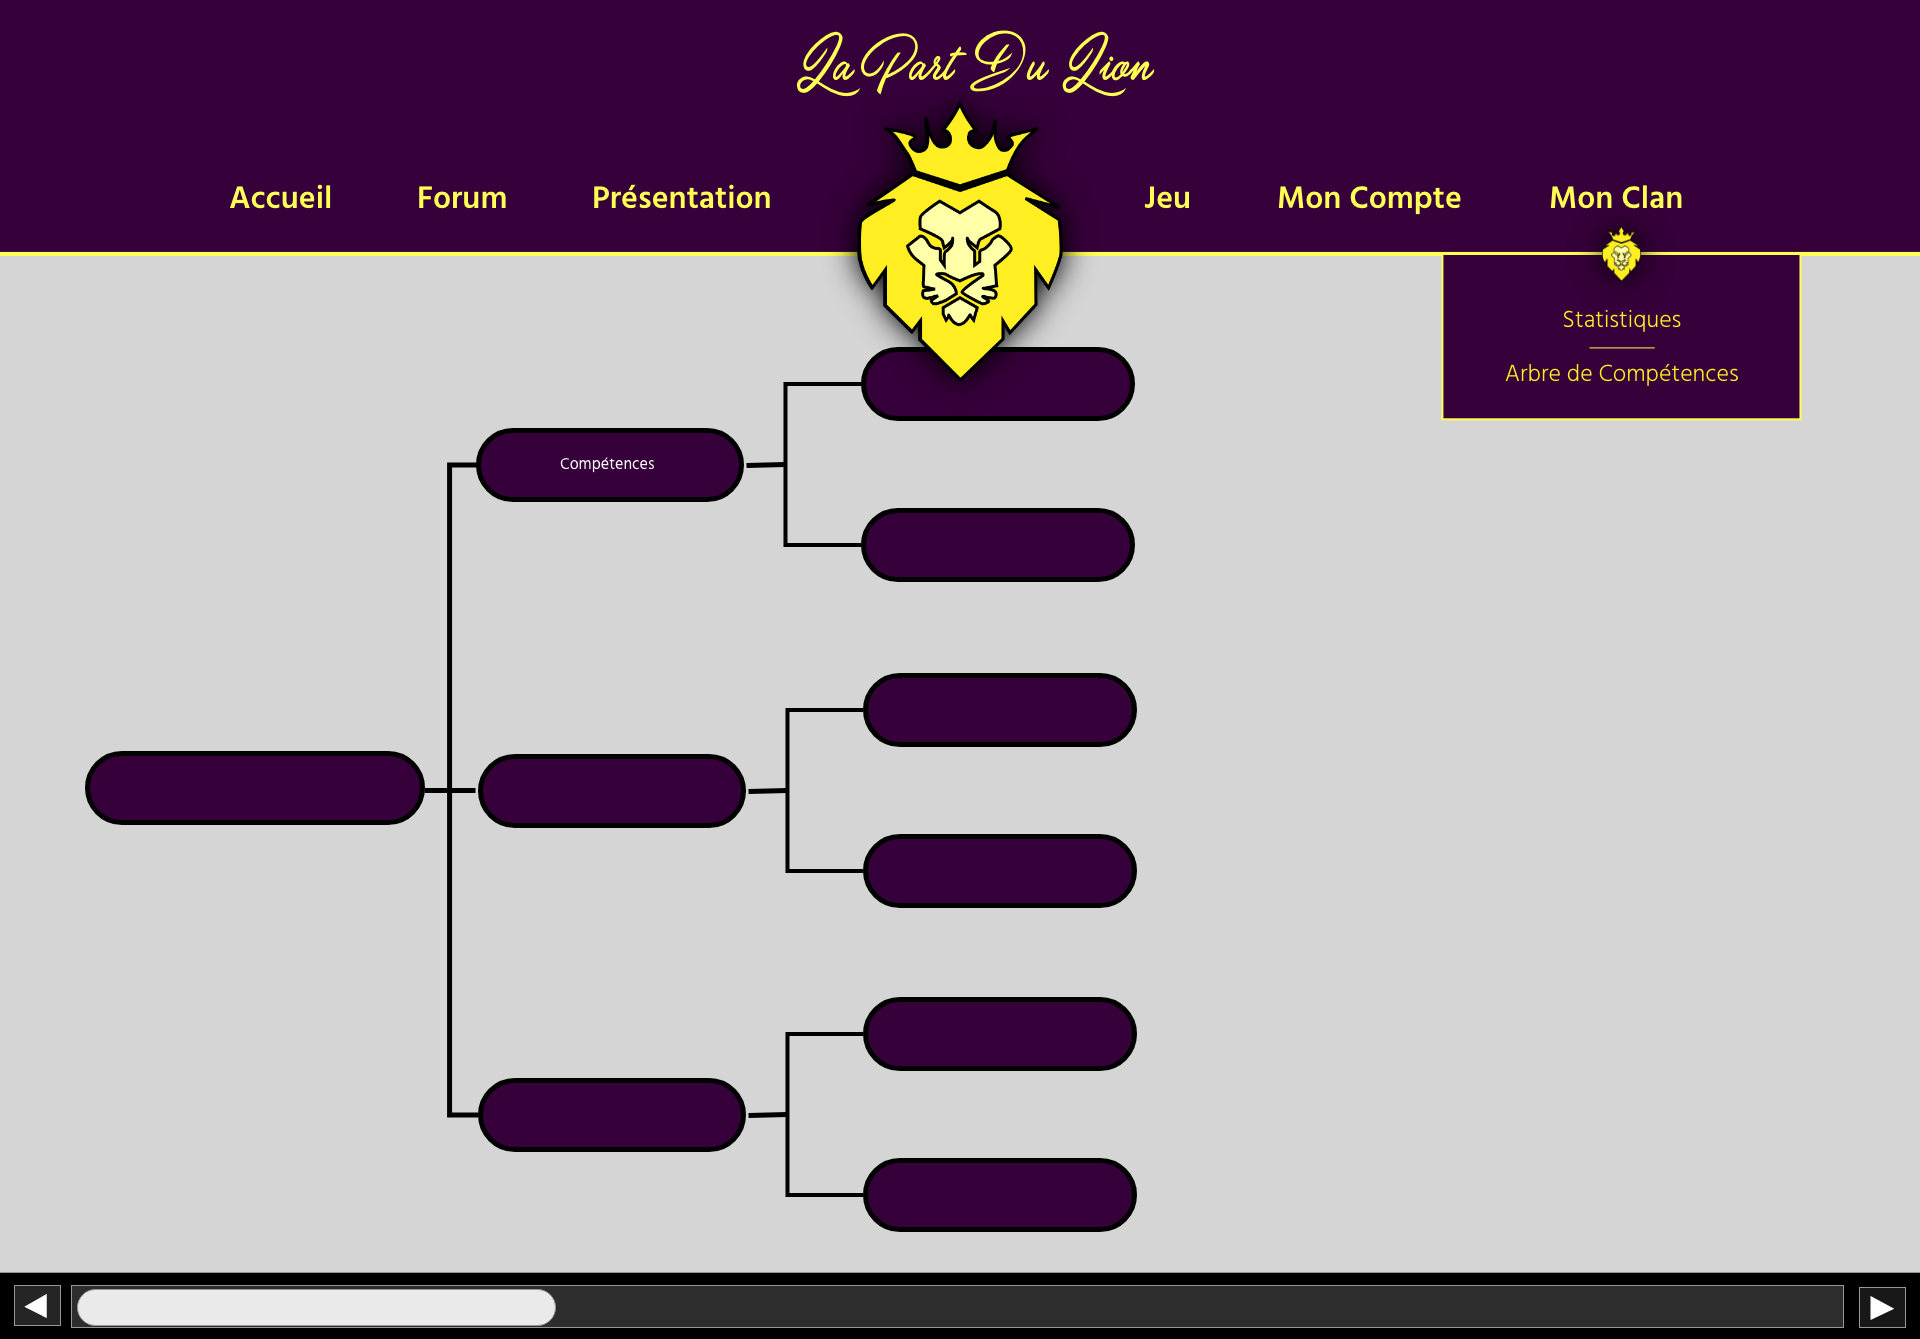 La Part Du Lion
Accueil
Forum
Présentation
Jeu
Mon Compte
Mon Clan
Statistiques
Arbre de Compétences
Compétences